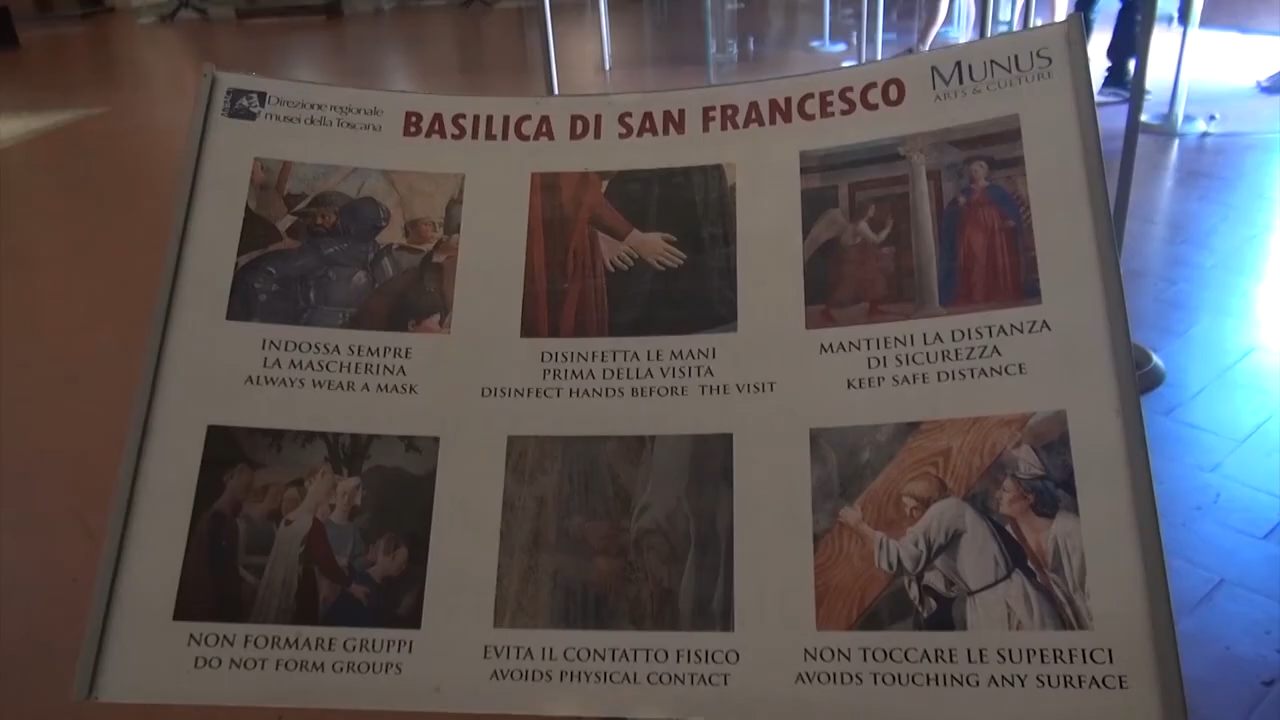 Direzione regionale
musei della Toscana
BASILICA DI SAN FRANCESCO
MUNUS
ARTS & CULTURE
INDOSSA SEMPRE
LA MASCHERINA
ALWAYS WEAR A MASK
DISINFETTA LE MANI
PRIMA DELLA VISITA
DISINFECT HANDS BEFORE THE VISIT
MANTIENI LA DISTANZA
DI SICUREZZA
KEEP SAFE DISTANCE
NON FORMARE GRUPPI
DO NOT FORM GROUPS
EVITA IL CONTATTO FISICO
AVOIDS PHYSICAL CONTACT
NON TOCCARE LE SUPERFICI
AVOIDS TOUCHING ANY SURFACE